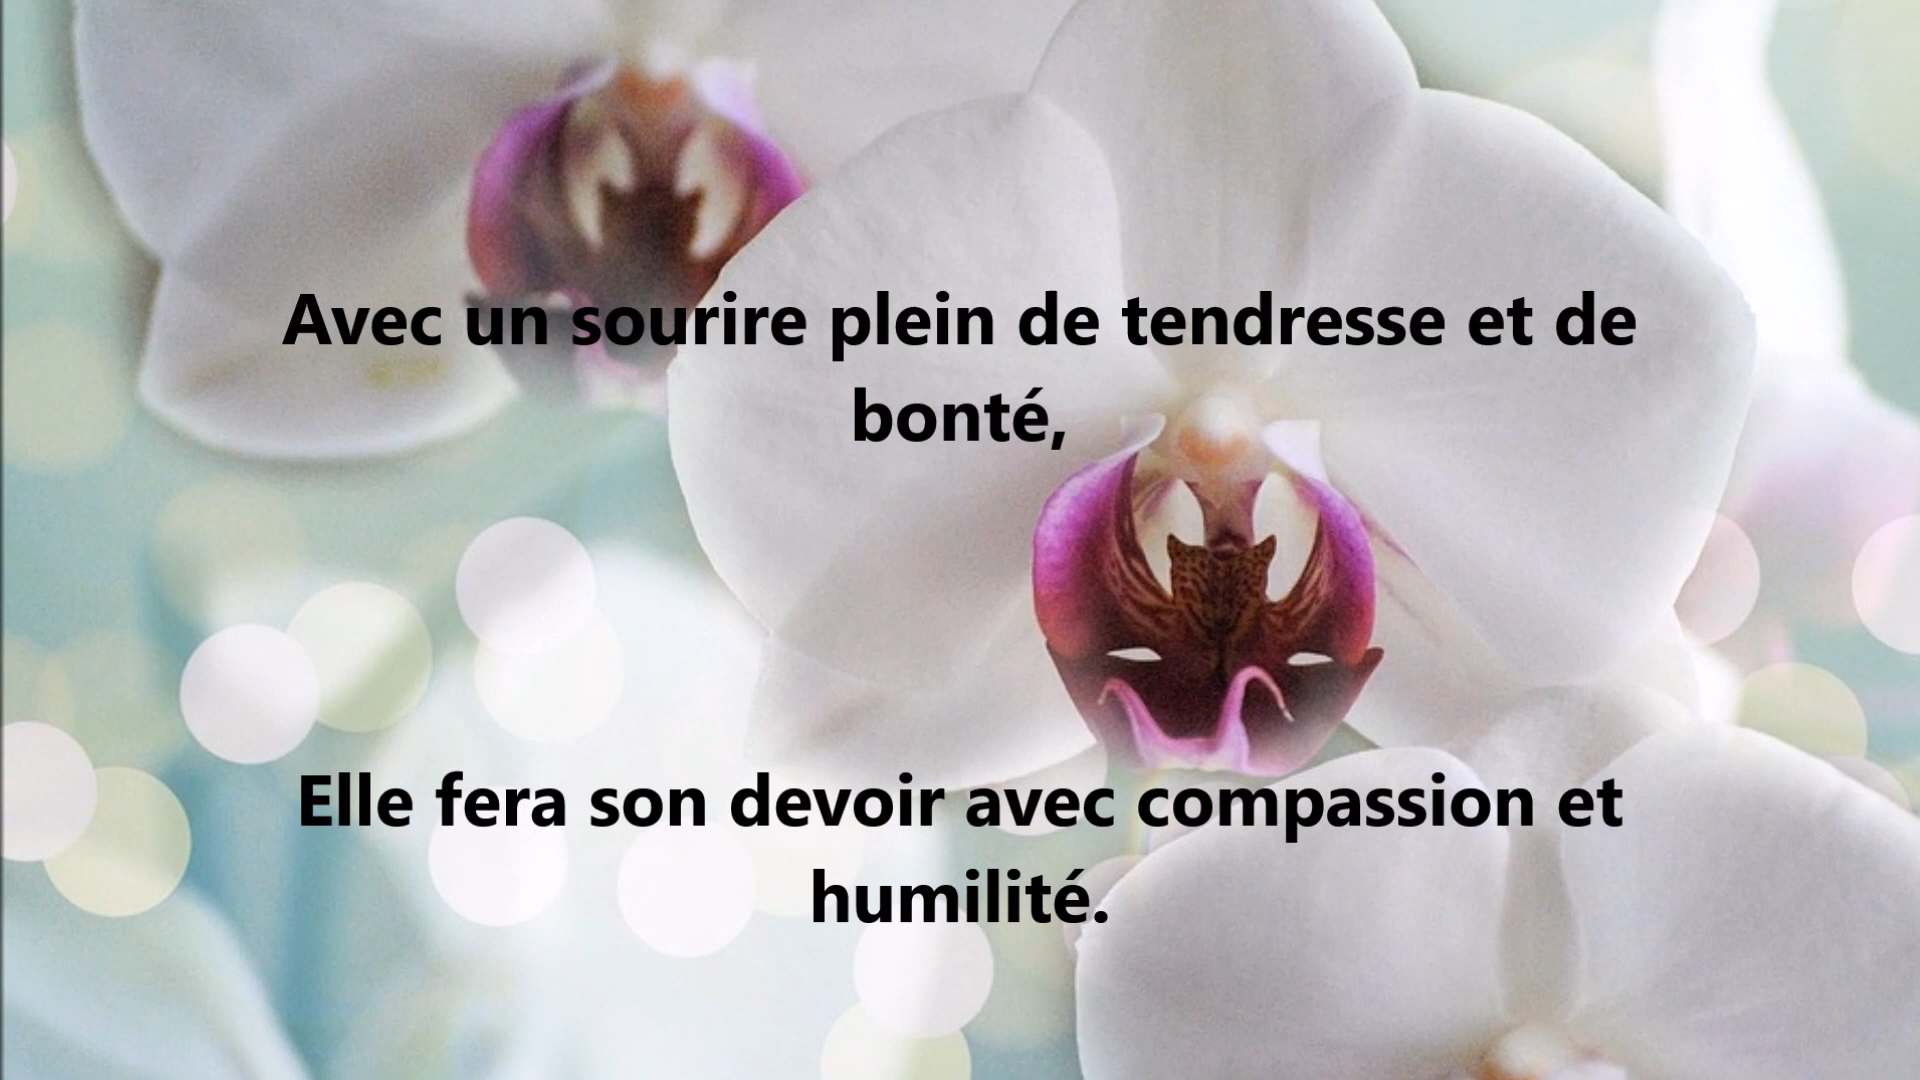 Avec un sourire plein de tendresse et de
bonté,
Elle fera son devoir avec compassion et
humilité.